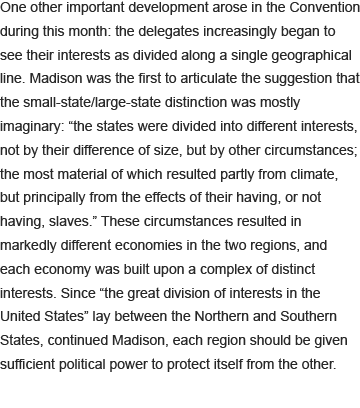 One other important development arose in the Convention
during this month: the delegates increasingly began to
see their interests as divided along a single geographical
line. Madison was the first to articulate the suggestion that
the small-state/large-state distinction was mostly
imaginary: “the states were divided into different interests,
not by their difference of size, but by other circumstances;
the most material of which resulted partly from climate,
but principally from the effects of their having, or not
having, slaves.” These circumstances resulted in
markedly different economies in the two regions, and
each economy was built upon a complex of distinct
interests. Since “the great division of interests in the
United States” lay between the Northern and Southern
States, continued Madison, each region should be given
sufficient political power to protect itself from the other.